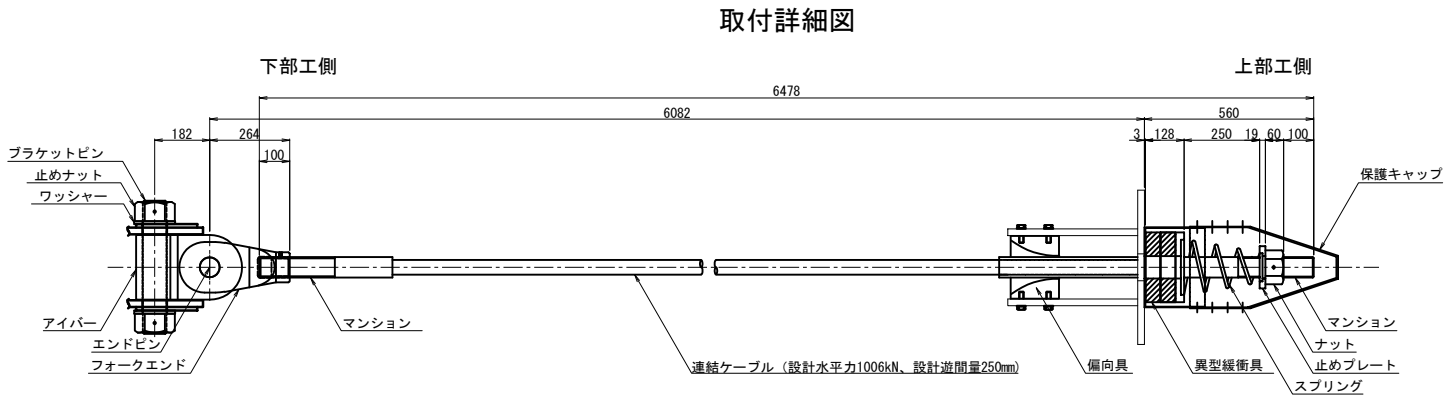 取付詳細図
下部工側
上部工側
6478
6082
560
182
264
3
128
250
19
60
100
100
ブラケットピン
止めナット
ワッシャー
保護キャップ
アイバー
エンドピン
フォークエンド
マンション
連結ケーブル（設計水平力1006kN、設計遊間量250mm）
偏向具
異型緩衝具
マンション
ナット
止めプレート
スプリング